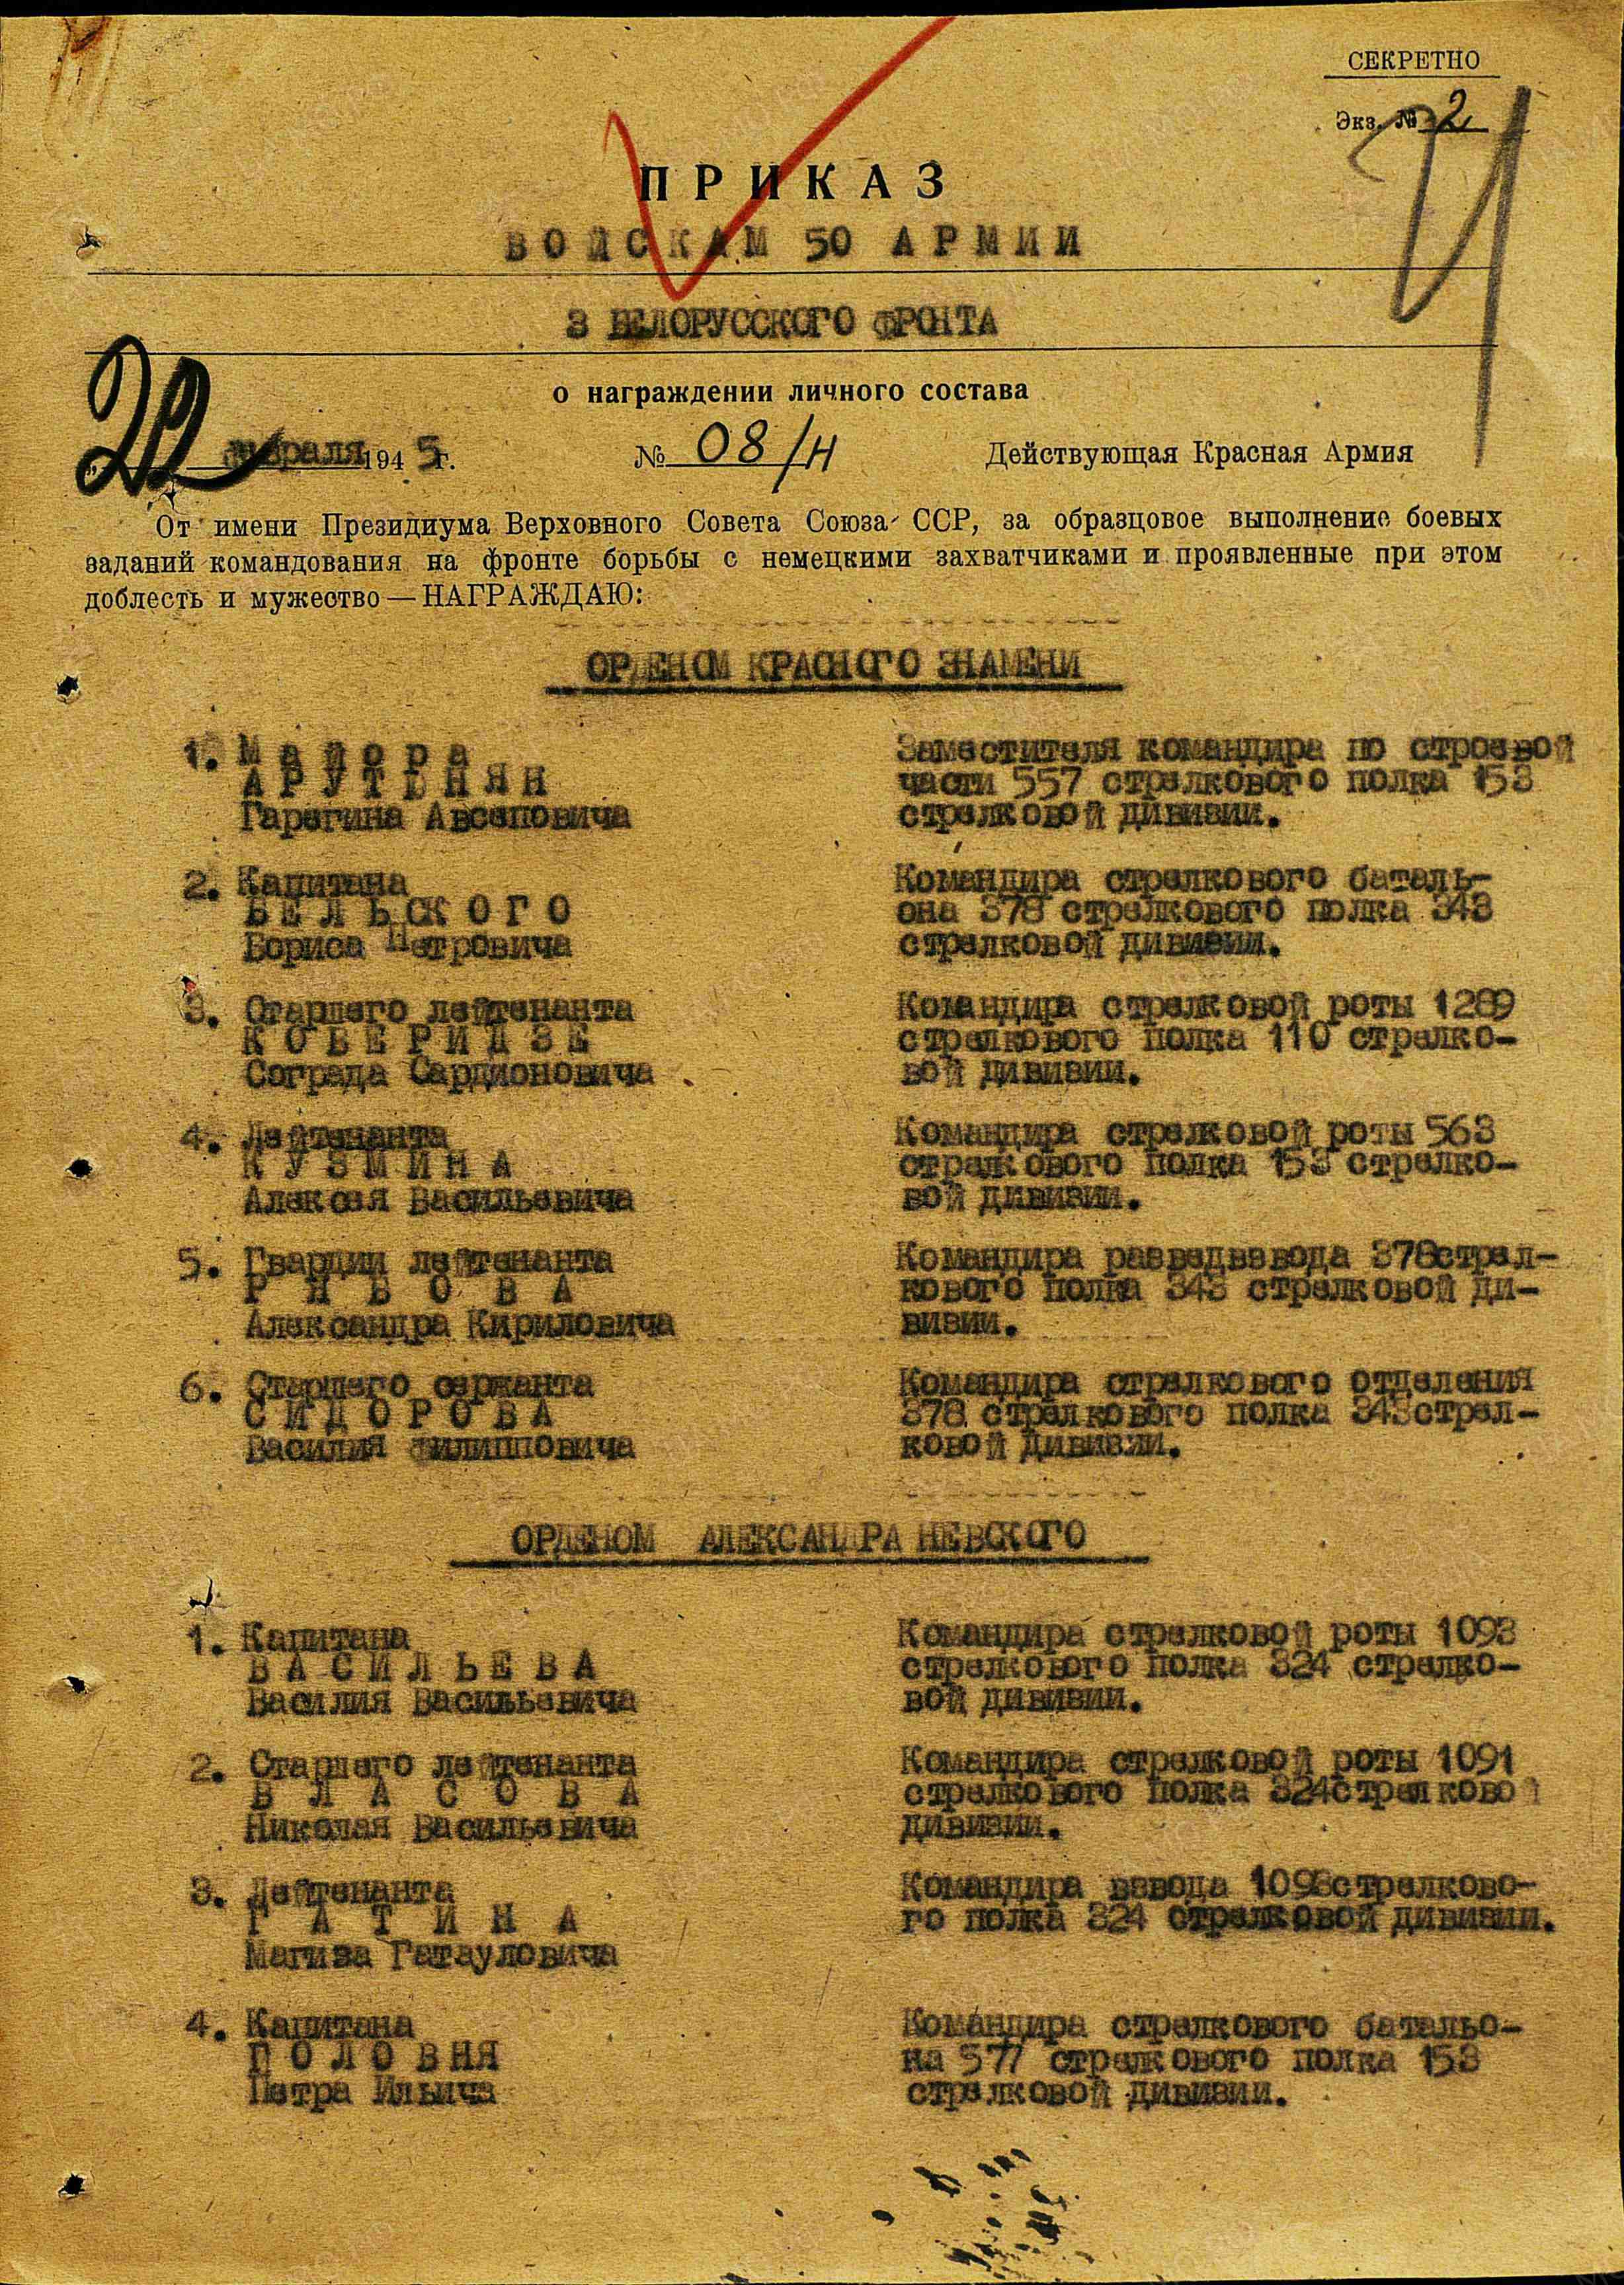 СЕКРЕТНО
Экз. № 2
ПРИКАЗ
ВОЙСКАМ 50 АРМИИ
3 БЕЛОРУССКОГО ФРОНТА
о награждении личного состава
февраля 1945г. № 08/Н Действующая Красная Армия
От имени Президиума Верховного Совета Союза ССР, за образцовое выполнение боевых
заданий командования на фронте борьбы с немецкими захватчиками и проявленные при этом
доблесть и мужество — НАГРАЖДАЮ:
ОРДЕНОМ КРАСНОГО ЗНАМЕНИ
1. Майора Заместителя командира по строевой
АРУТЮНЯН части 557 стрелкового полка 153
Гарегина Авсеповича стрелковой дивизии.
2. Капитана Командира стрелкового баталь-
БЕЛЬСКОГО она 378 стрелкового полка 343
Бориса Петровича стрелковой дивизии.
3. Старшего лейтенанта Командира стрелковой роты 1289
КОБЕРИДЗЕ стрелкового полка 110 стрелко-
Сограда Сардионовича вой дивизии.
4. Лейтенанта Командира стрелковой роты 563
КУЗМИНА стрелкового полка 153 стрелко-
Алексея Васильевича вой дивизии.
5. Гвардии лейтенанта Командира разведвзвода 378стрел-
РЯБОВА кового полка 343 стрелковой ди-
Александра Кириловича визии.
6. Старшего сержанта Командира стрелкового отделения
СИДОРОВА 378 стрелкового полка 343стрел-
Василия Филипповича ковой дивизии.
ОРДЕНОМ АЛЕКСАНДРА НЕВСКОГО
1. Капитана Командира стрелковой роты 1093
ВАСИЛЬЕВА стрелкового полка 324 стрелко-
Василия Васильевича вой дивизии.
2. Старшего лейтенанта Командира стрелковой роты 1091
ВЛАСОВА стрелкового полка 324стрелковой
Николая Васильевича дивизии.
3. Лейтенанта Командира взвода 1093стрелково-
ГАТИНА го полка 324 стрелковой дивизии.
Магиза Гатауловича
4. Капитана Командира стрелкового батальо-
ПОЛОВНЯ на 577 стрелкового полка 153
Петра Ильича стрелковой дивизии.